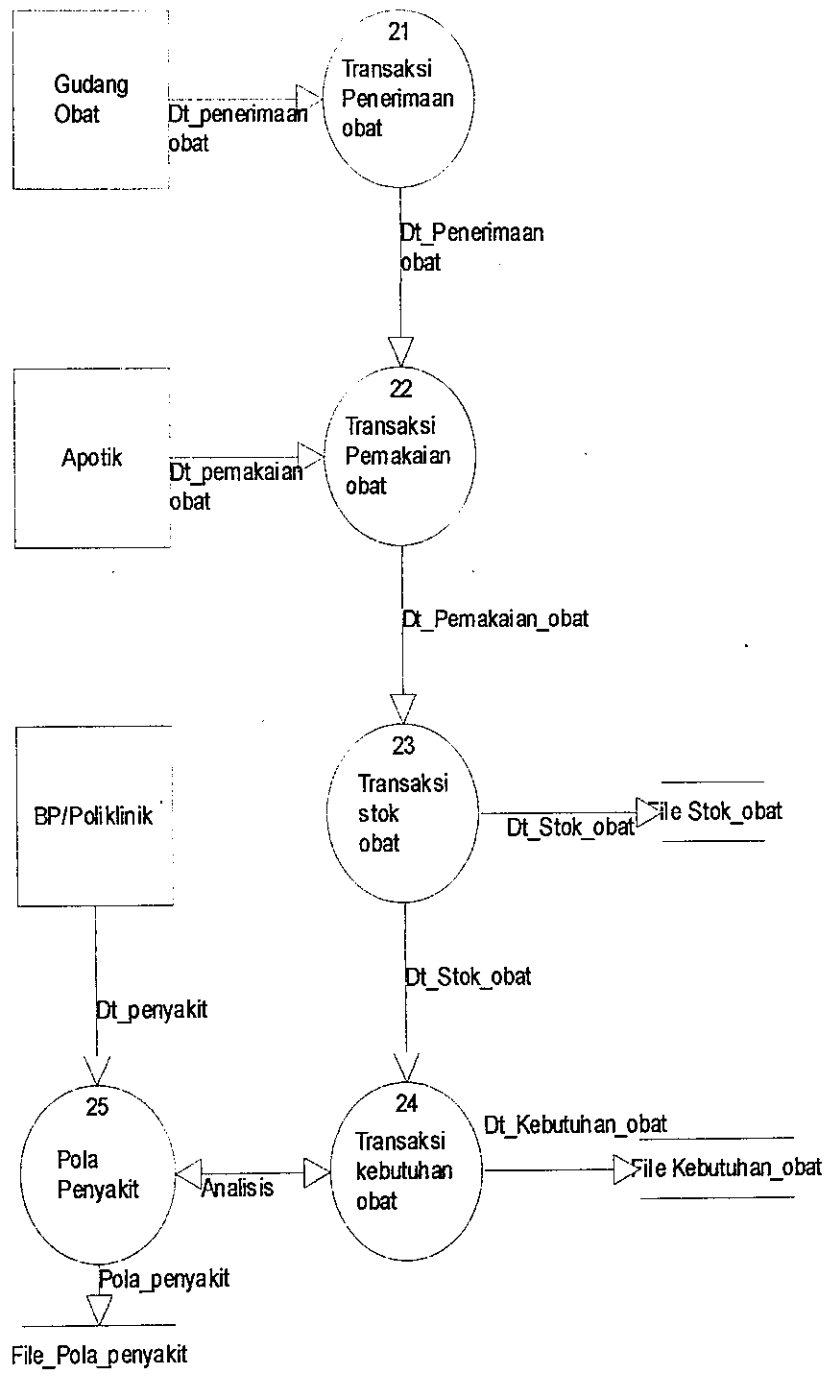 21
Transaksi
Penerimaan
obat
Gudang
Obat
Dt_penerimaan
obat
Dt_Penerimaan
obat
22
Transaksi
Pemakaian
obat
Apotik
Dt_pemakaian
obat
Dt_Pemakaian_obat
23
Transaksi
stok
obat
BP/Poliklinik
Dt_Stok_obat
File Stok_obat
Dt_Stok_obat
Dt_penyakit
25
Pola
Penyakit
24
Transaksi
kebutuhan
obat
Dt_Kebutuhan_obat
File Kebutuhan_obat
Analisis
Pola_penyakit
File_Pola_penyakit